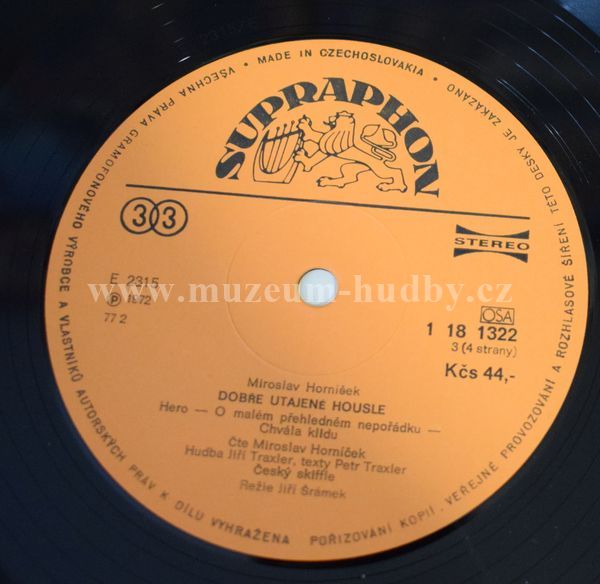 VŠECHNA PRÁVA GRAMOFONOVÉHO VÝROBCE A VLASTNÍKŮ AUTORSKÝCH PRÁV K DÍLU VYHRAŽENA
• MADE IN CZECHOSLOVAKIA •
POŘIZOVÁNÍ KOPIÍ, VEŘEJNÉ PROVOZOVÁNÍ A ROZHLASOVÉ ŠÍŘENÍ TÉTO DESKY JE ZAKÁZÁNO
SUPRAPHON
33
STEREO
E 2315
www.muzeum-hudby.cz
Ⓟ 1972
77 2
OSA
1 18 1322
3 (4 strany)
Kčs 44,-
Miroslav Horníček
DOBŘE UTAJENÉ HOUSLE
Hero — O malém přehledném nepořádku —
Chvála klidu
Čte Miroslav Horníček
Hudba Jiří Traxler, texty Petr Traxler
Český skiffle
Režie Jiří Šrámek